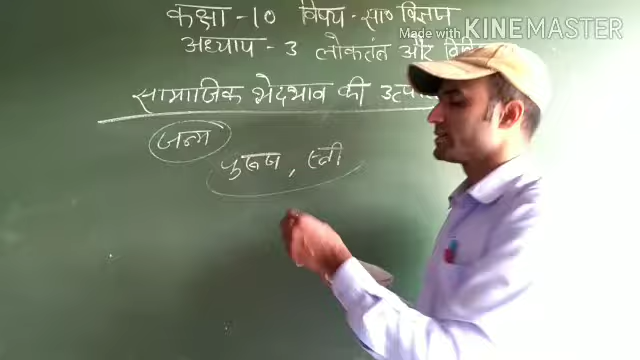 कक्षा - 10 विषय - सा० विज्ञान
Made with KINEMASTER
अध्याय - 3 लोकतंत्र और
सामाजिक भेदभाव की
जन्म
पुरूष, स्त्री